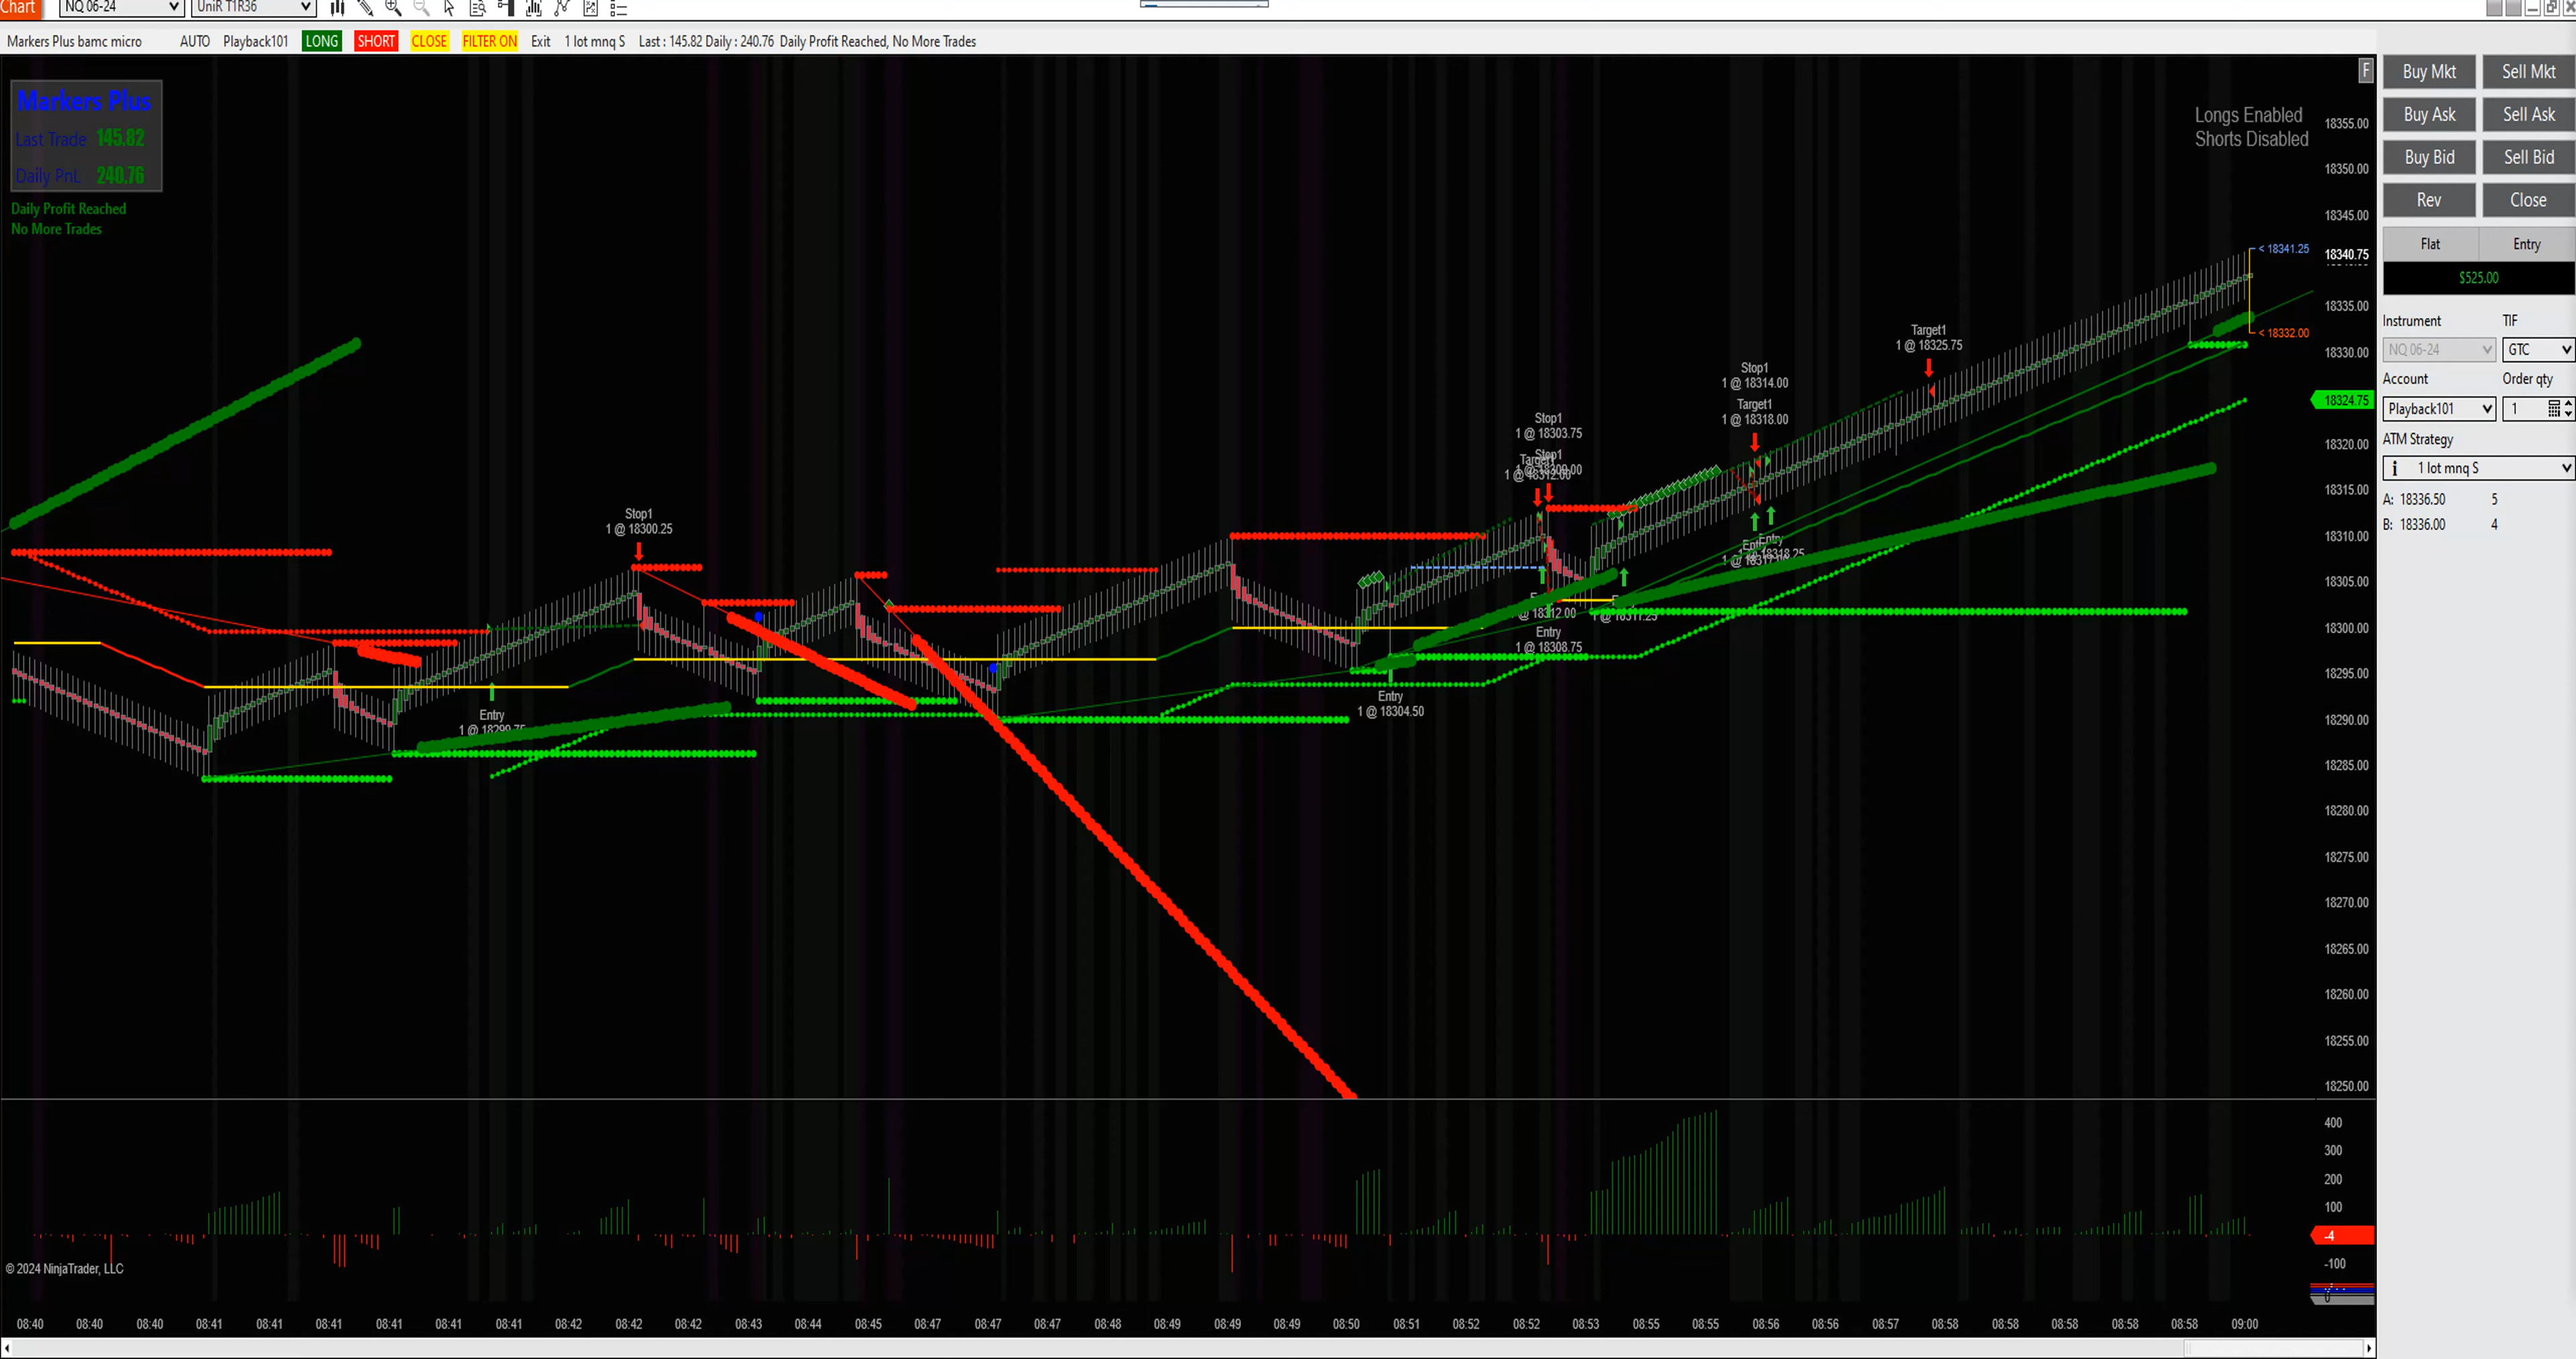 Chart NQ 06-24 UniR T1R36
Markers Plus bamc micro AUTO Playback101 LONG SHORT CLOSE FILTER ON Exit 1 lot mnq S Last : 145.82 Daily : 240.76 Daily Profit Reached, No More Trades
Markers Plus
Last Trade 145.82
Daily PnL 240.76
Daily Profit Reached
No More Trades
Longs Enabled
Shorts Disabled
F
Stop1
1 @ 18300.25
Entry
Entry
1 @ 18304.50
Stop1
1 @ 18303.75
Stop1
Entry
1 @ 18308.75
Stop1
1 @ 18314.00
Target1
1 @ 18318.00
Target1
1 @ 18325.75
< 18341.25
< 18332.00
18355.00
18350.00
18345.00
18340.75
18335.00
18330.00
18324.75
18320.00
18315.00
18310.00
18305.00
18300.00
18295.00
18290.00
18285.00
18280.00
18275.00
18270.00
18265.00
18260.00
18255.00
18250.00
400
300
200
100
-4
-100
© 2024 NinjaTrader, LLC
08:40 08:40 08:40 08:41 08:41 08:41 08:41 08:41 08:41 08:42 08:42 08:42 08:43 08:44 08:45 08:47 08:47 08:47 08:48 08:49 08:49 08:49 08:50 08:51 08:52 08:52 08:53 08:55 08:55 08:56 08:56 08:57 08:58 08:58 08:58 08:58 08:58 09:00
Buy Mkt Sell Mkt
Buy Ask Sell Ask
Buy Bid Sell Bid
Rev Close
Flat Entry
$525.00
Instrument TIF
NQ 06-24 GTC
Account Order qty
Playback101 1
ATM Strategy
1 lot mnq S
A: 18336.50 5
B: 18336.00 4